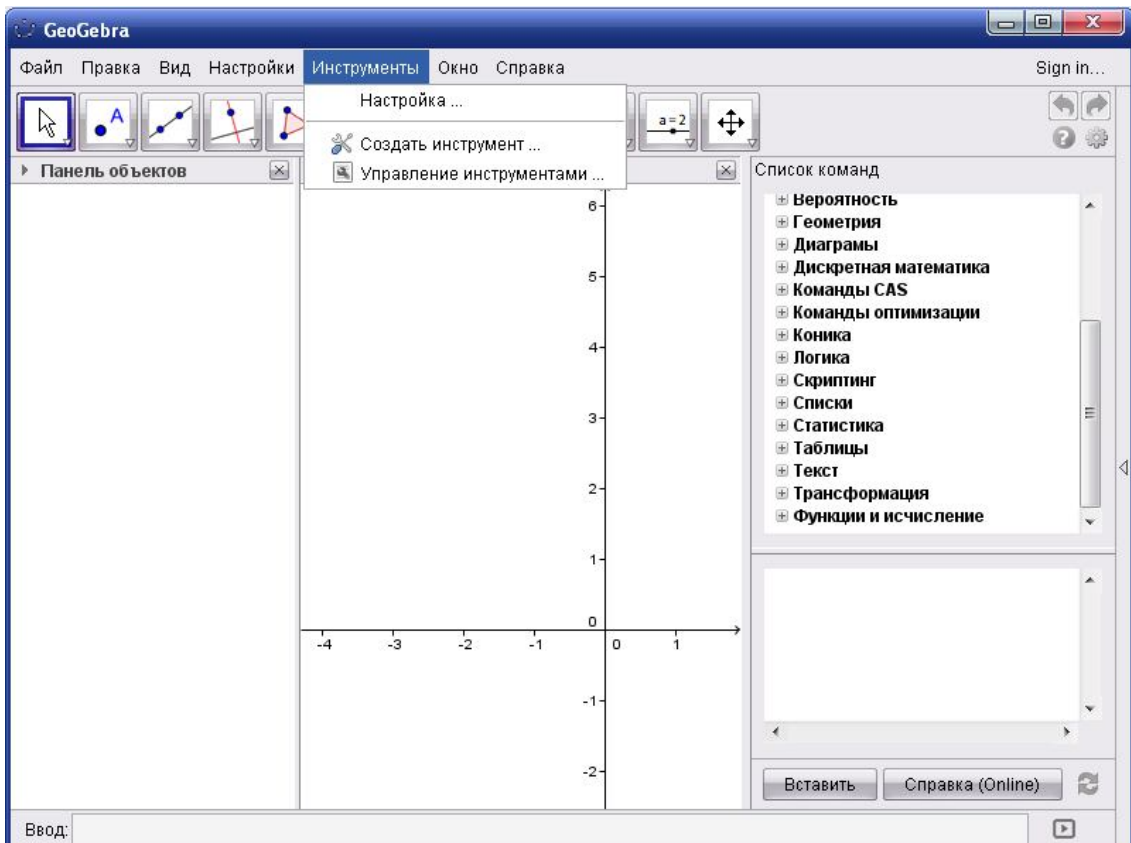 GeoGebra
Файл Правка Вид Настройки Инструменты Окно Справка Sign in...
Настройка ...
Создать инструмент ...
Управление инструментами ...
A
a = 2
Панель объектов
Список команд
Вероятность
Геометрия
Диаграмы
Дискретная математика
Команды CAS
Команды оптимизации
Коника
Логика
Скриптинг
Списки
Статистика
Таблицы
Текст
Трансформация
Функции и исчисление
6
5
4
3
2
1
0
-4 -3 -2 -1 0 1
-1
-2
Вставить Справка (Online)
Ввод: